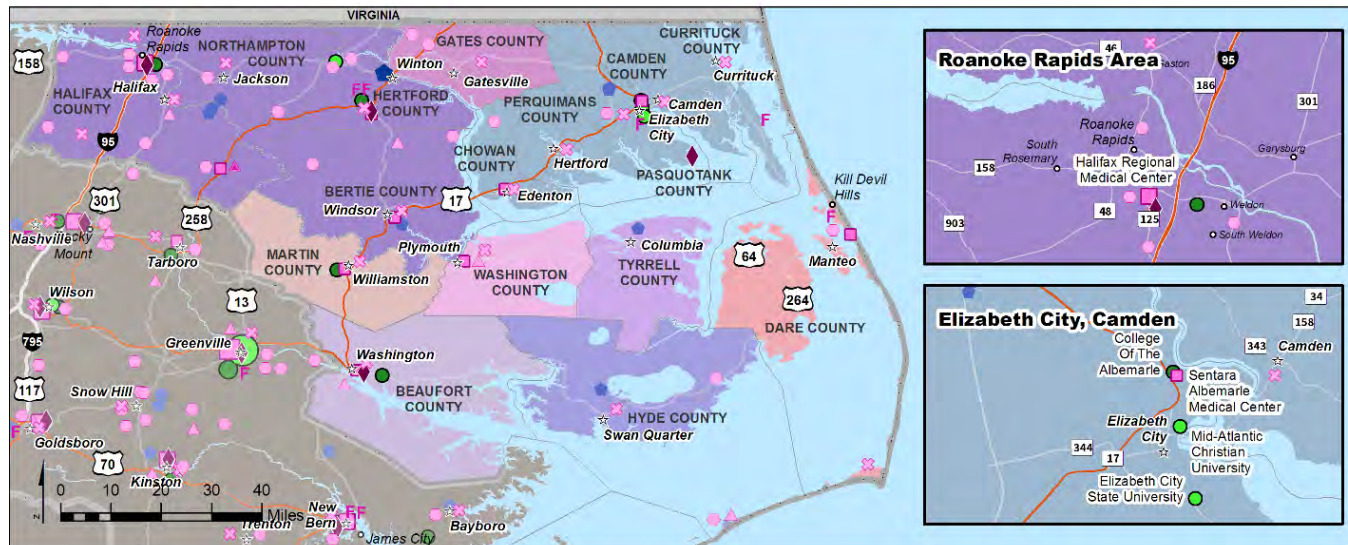 VIRGINIA
Roanoke
Rapids
158
NORTHAMPTON
COUNTY
Jackson
Halifax
HALIFAX
COUNTY
95
GATES COUNTY
Winton
Gatesville
FF
HERTFORD
COUNTY
CURRITUCK
COUNTY
Currituck
CAMDEN
COUNTY
Camden
Elizabeth
City
F
F
PERQUIMANS
COUNTY
Hertford
CHOWAN
COUNTY
PASQUOTANK
COUNTY
Edenton
17
BERTIE COUNTY
Windsor
Kill Devil
Hills
F
Manteo
301
258
Nashville
Rocky
Mount
Tarboro
MARTIN
COUNTY
Williamston
Plymouth
WASHINGTON
COUNTY
Columbia
TYRRELL
COUNTY
64
264
DARE COUNTY
Wilson
13
795
Greenville
F
Washington
BEAUFORT
COUNTY
HYDE COUNTY
Swan Quarter
117
Snow Hill
F
Goldsboro
70
Kinston
0 10 20 30 40
Miles
Z
New
Bern
FF
Trenton
James City
Bayboro
Roanoke Rapids Area
46
Gaston
95
186
301
Roanoke
Rapids
South
Rosemary
158
Garysburg
Halifax Regional
Medical Center
48
125
Weldon
903
South Weldon
Elizabeth City, Camden
34
158
343
Camden
College
Of The
Albemarle
Sentara
Albemarle
Medical Center
Elizabeth
City
344
17
Mid-Atlantic
Christian
University
Elizabeth City
State University